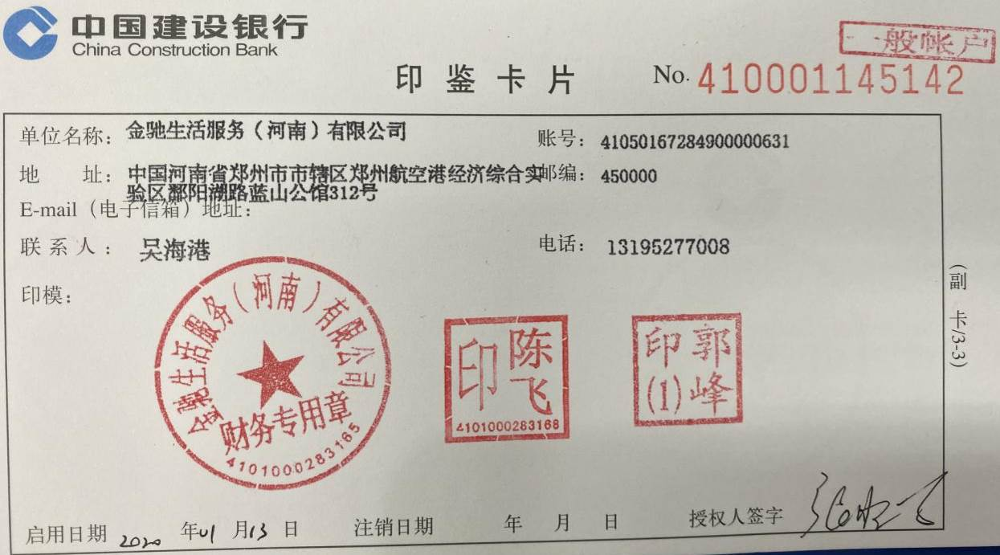 中国建设银行
China Construction Bank
一般帐户
印鉴卡片
No. 410001145142
单位名称：金驰生活服务（河南）有限公司
账号：41050167284900000631
地 址：中国河南省郑州市市辖区郑州航空港经济综合实
验区鄱阳湖路蓝山公馆312号
邮编：450000
E-mail（电子信箱）地址：
联系人：吴海港
电话：13195277008
印模：
金驰生活服务（河南）有限公司
财务专用章
4101000283165
陈飞印
4101000283168
郭峰印(1)
(副卡/3-3)
启用日期 2020 年01月13日
注销日期 年 月 日
授权人签字